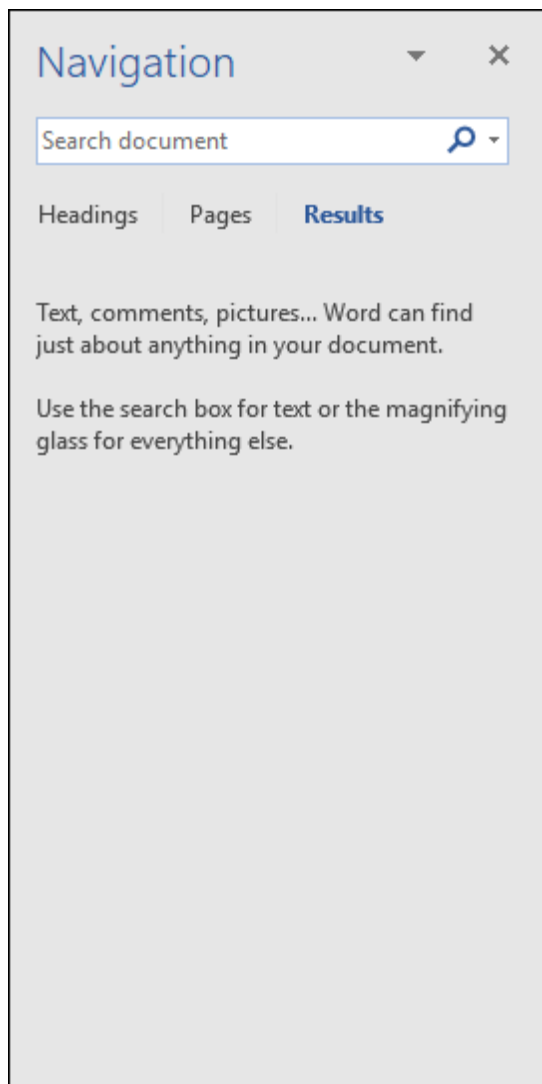 Navigation
Search document
Headings Pages Results
Text, comments, pictures... Word can find
just about anything in your document.
Use the search box for text or the magnifying
glass for everything else.